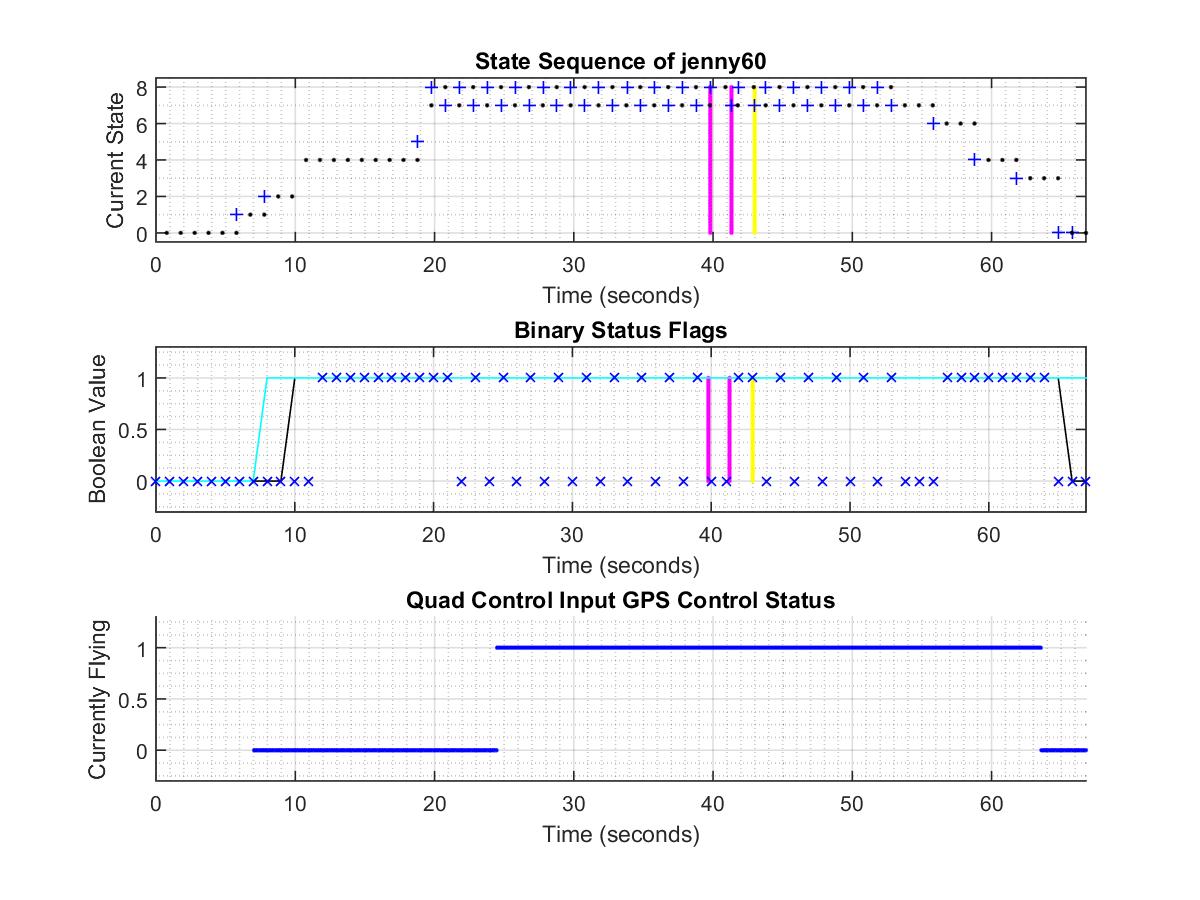 State Sequence of jenny60
Current State
8
6
4
2
0
0 10 20 30 40 50 60
Time (seconds)
Binary Status Flags
Boolean Value
1
0.5
0
0 10 20 30 40 50 60
Time (seconds)
Quad Control Input GPS Control Status
Currently Flying
1
0.5
0
0 10 20 30 40 50 60
Time (seconds)